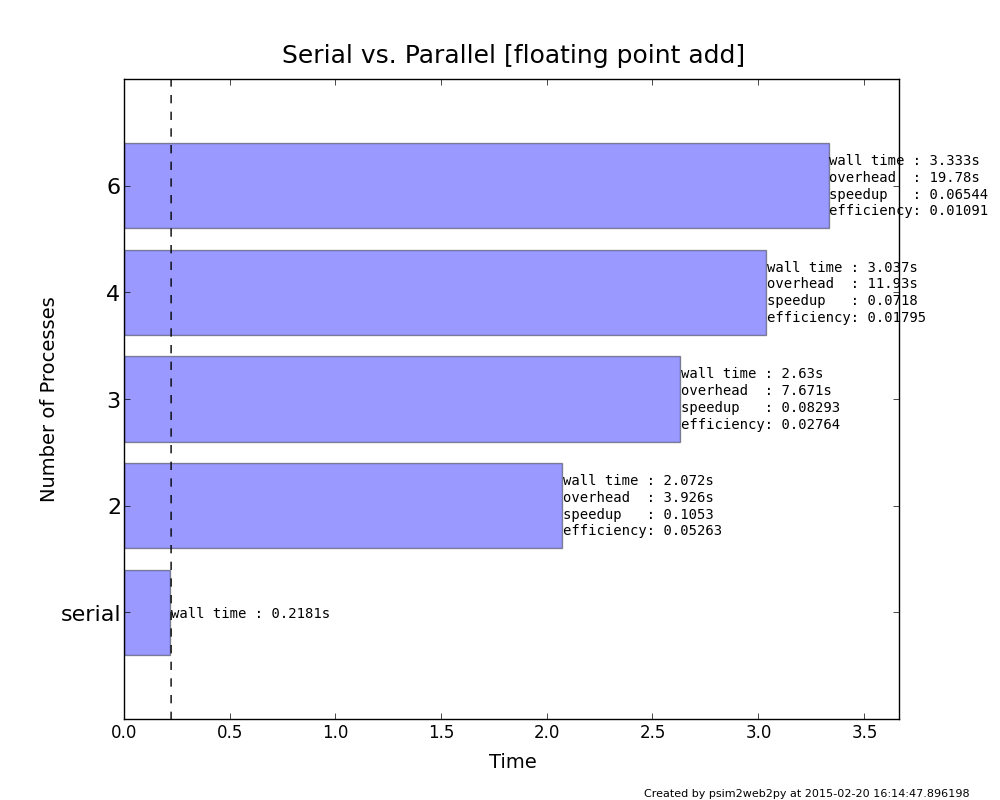 Serial vs. Parallel [floating point add]
Number of Processes
6
wall time : 3.333s
overhead  : 19.78s
speedup   : 0.06544
efficiency: 0.01091
4
wall time : 3.037s
overhead  : 11.93s
speedup   : 0.0718
efficiency: 0.01795
3
wall time : 2.63s
overhead  : 7.671s
speedup   : 0.08293
efficiency: 0.02764
2
wall time : 2.072s
overhead  : 3.926s
speedup   : 0.1053
efficiency: 0.05263
serial
wall time : 0.2181s
0.0 0.5 1.0 1.5 2.0 2.5 3.0 3.5
Time
Created by psim2web2py at 2015-02-20 16:14:47.896198